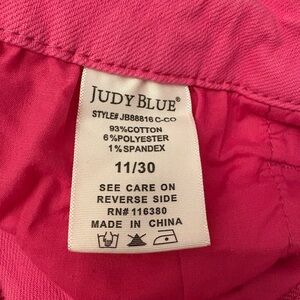 JUDY BLUE®
STYLE# JB88816 C-CO
93%COTTON
6%POLYESTER
1%SPANDEX
11/30
SEE CARE ON
REVERSE SIDE
RN# 116380
MADE IN CHINA